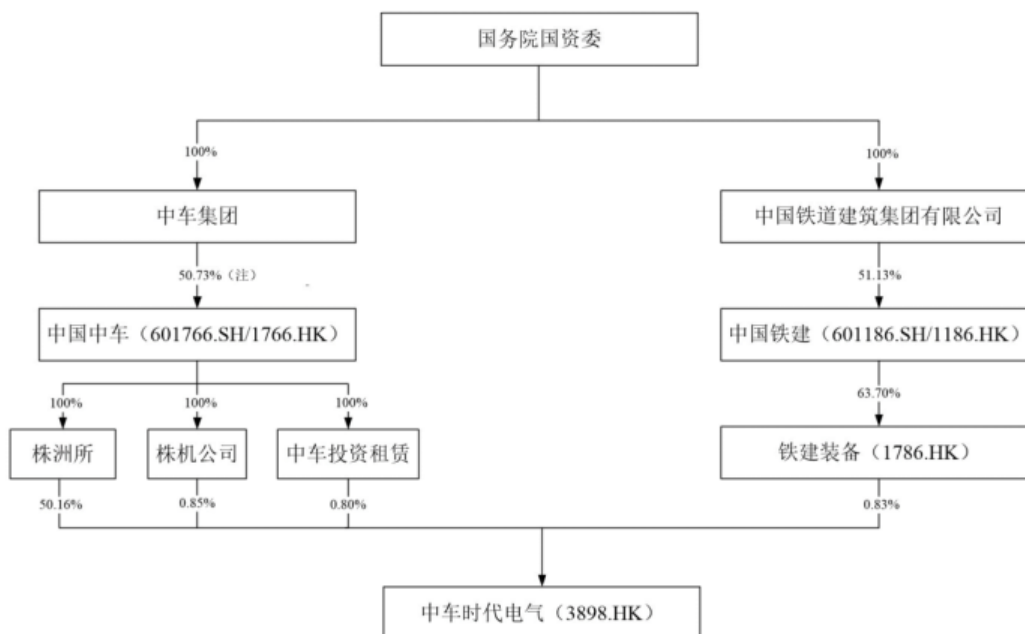 国务院国资委
100%
100%
中车集团
中国铁道建筑集团有限公司
50.73%（注）
51.13%
中国中车（601766.SH/1766.HK）
中国铁建（601186.SH/1186.HK）
100%
100%
100%
63.70%
株洲所
株机公司
中车投资租赁
铁建装备（1786.HK）
50.16%
0.85%
0.80%
0.83%
中车时代电气（3898.HK）